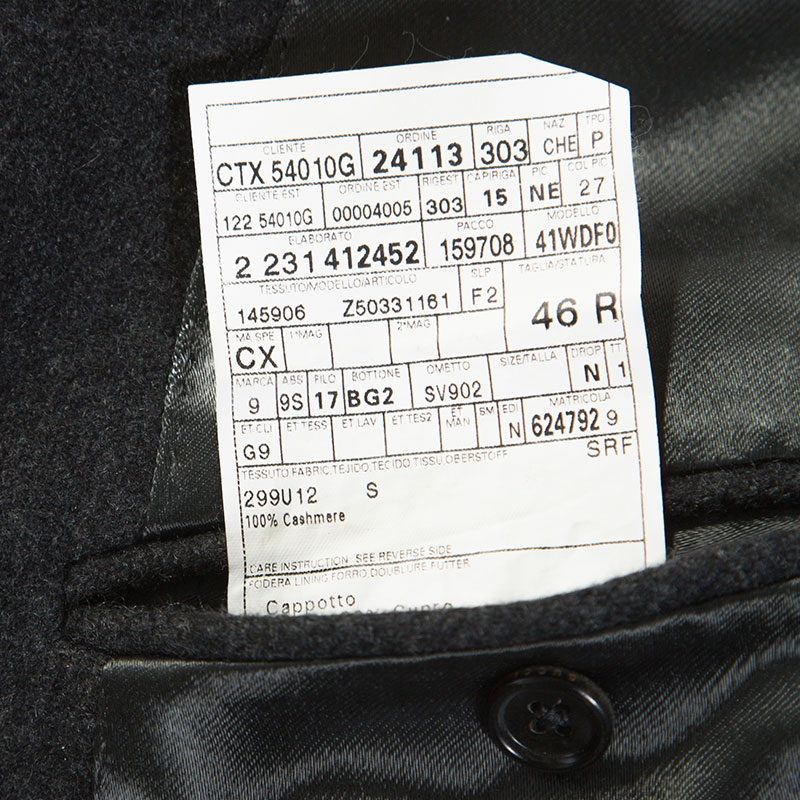 CLIENTE ORDINE RIGA NAZ TPO
CTX 54010G 24113 303 CHE P
CLIENTE EST ORDINE EST RIGEST CAPIRIGA PIC COL PIC
122 54010G 00004005 303 15 NE 27
ELABORATO PACCO MODELLO
2 231 412452 159708 41WDF0
TESSUTO/MODELLO/ARTICOLO SLP TAGLIA/STATURA
145906 Z50331161 F2 46 R
MA.SPE 1°MAG 2°MAG
CX
MARCA ABS FILO BOTTONE OMETTO SIZE/TALLA DROP TT
9 9S 17 BG2 SV902 N 1
ET CLI ET TESS ET LAV ET TES2 ET MAN BM EDI MATRICOLA
G9 N 624792 9
TESSUTO FABRIC,TEJIDO,TECIDO TISSU,OBERSTOFF SRF
299U12 S
100% Cashmere
CARE INSTRUCTION SEE REVERSE SIDE
FODERA LINING,FORRO,DOUBLURE FUTTER
Cappotto